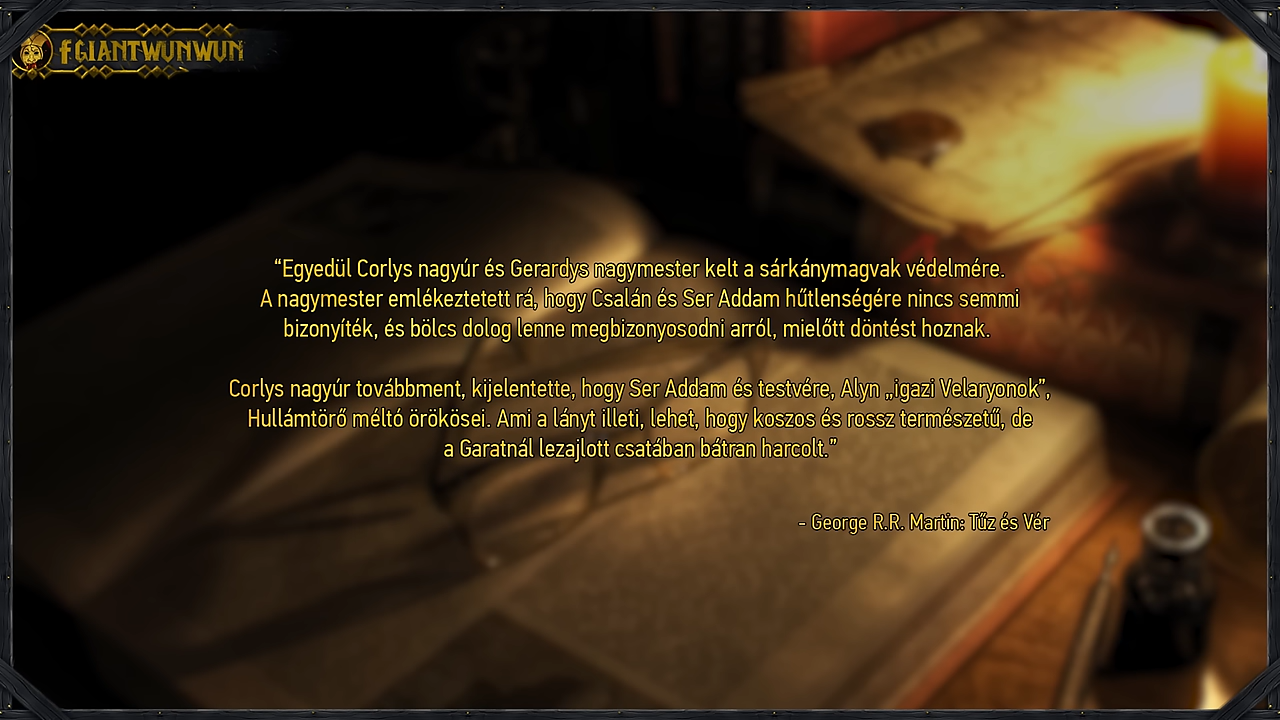 fGIANTWUNWUN
“Egyedül Corlys nagyúr és Gerardys nagymester kelt a sárkánymagvak védelmére.
A nagymester emlékeztetett rá, hogy Csalán és Ser Addam hűtlenségére nincs semmi
bizonyíték, és bölcs dolog lenne megbizonyosodni arról, mielőtt döntést hoznak.
Corlys nagyúr továbbment, kijelentette, hogy Ser Addam és testvére, Alyn „igazi Velaryonok”,
Hullámtörő méltó örökösei. Ami a lányt illeti, lehet, hogy koszos és rossz természetű, de
a Garatnál lezajlott csatában bátran harcolt.”
- George R.R. Martin: Tűz és Vér